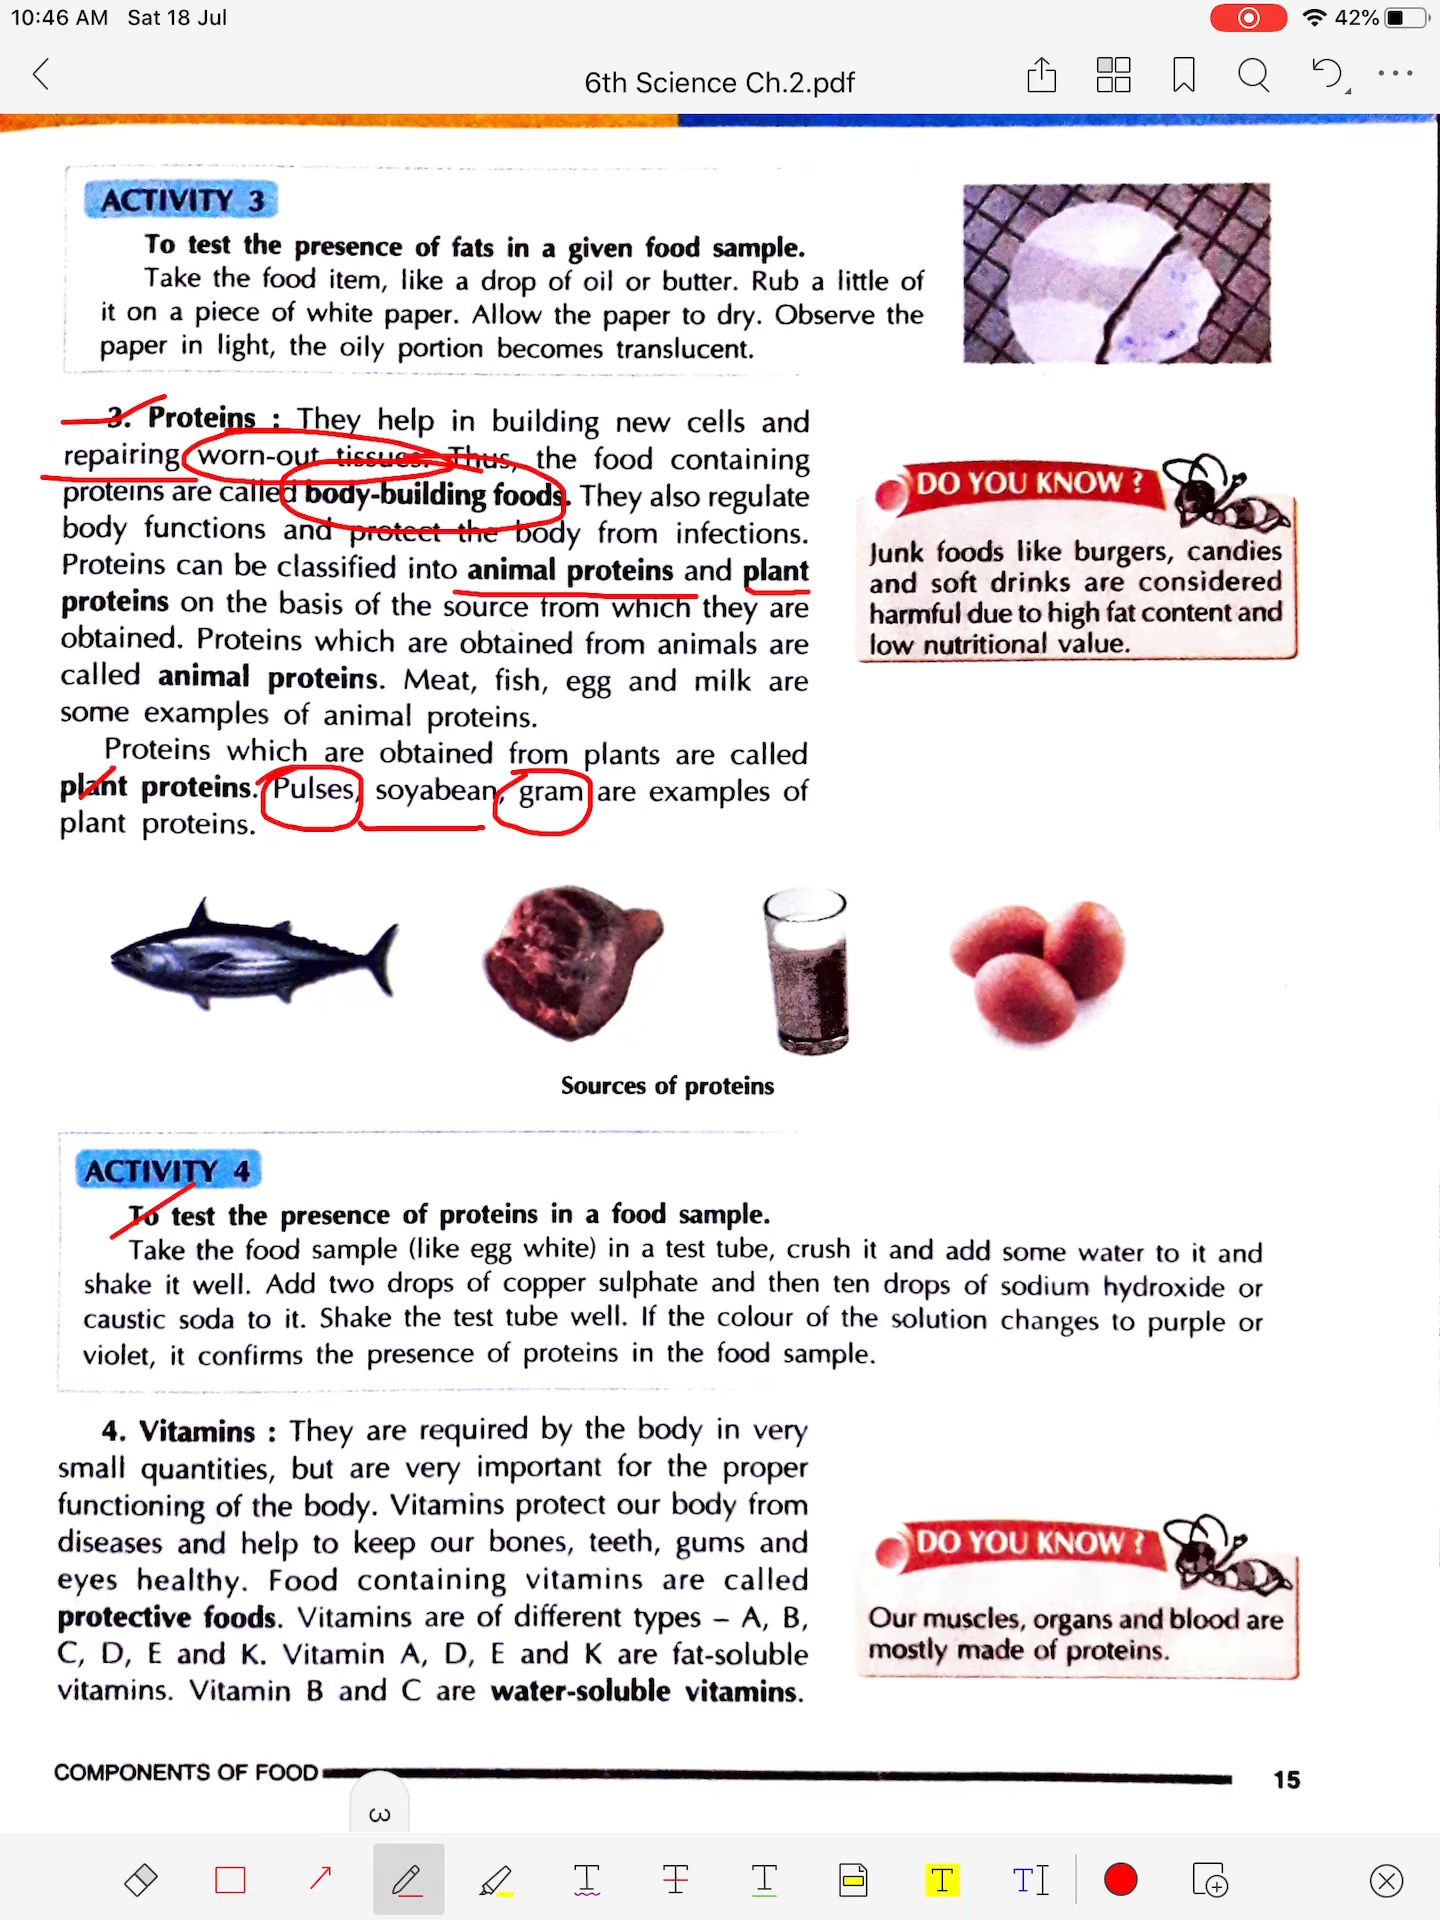 10:46 AM Sat 18 Jul
42%
6th Science Ch.2.pdf
ACTIVITY 3
To test the presence of fats in a given food sample.
Take the food item, like a drop of oil or butter. Rub a little of
it on a piece of white paper. Allow the paper to dry. Observe the
paper in light, the oily portion becomes translucent.
3. Proteins : They help in building new cells and
repairing worn-out tissues. Thus, the food containing
proteins are called body-building foods. They also regulate
body functions and protect the body from infections.
Proteins can be classified into animal proteins and plant
proteins on the basis of the source from which they are
obtained. Proteins which are obtained from animals are
called animal proteins. Meat, fish, egg and milk are
some examples of animal proteins.
Proteins which are obtained from plants are called
plant proteins. Pulses, soyabean, gram are examples of
plant proteins.
DO YOU KNOW ?
Junk foods like burgers, candies
and soft drinks are considered
harmful due to high fat content and
low nutritional value.
Sources of proteins
ACTIVITY 4
To test the presence of proteins in a food sample.
Take the food sample (like egg white) in a test tube, crush it and add some water to it and
shake it well. Add two drops of copper sulphate and then ten drops of sodium hydroxide or
caustic soda to it. Shake the test tube well. If the colour of the solution changes to purple or
violet, it confirms the presence of proteins in the food sample.
4. Vitamins : They are required by the body in very
small quantities, but are very important for the proper
functioning of the body. Vitamins protect our body from
diseases and help to keep our bones, teeth, gums and
eyes healthy. Food containing vitamins are called
protective foods. Vitamins are of different types – A, B,
C, D, E and K. Vitamin A, D, E and K are fat-soluble
vitamins. Vitamin B and C are water-soluble vitamins.
DO YOU KNOW ?
Our muscles, organs and blood are
mostly made of proteins.
COMPONENTS OF FOOD 15
3
T T T T TI